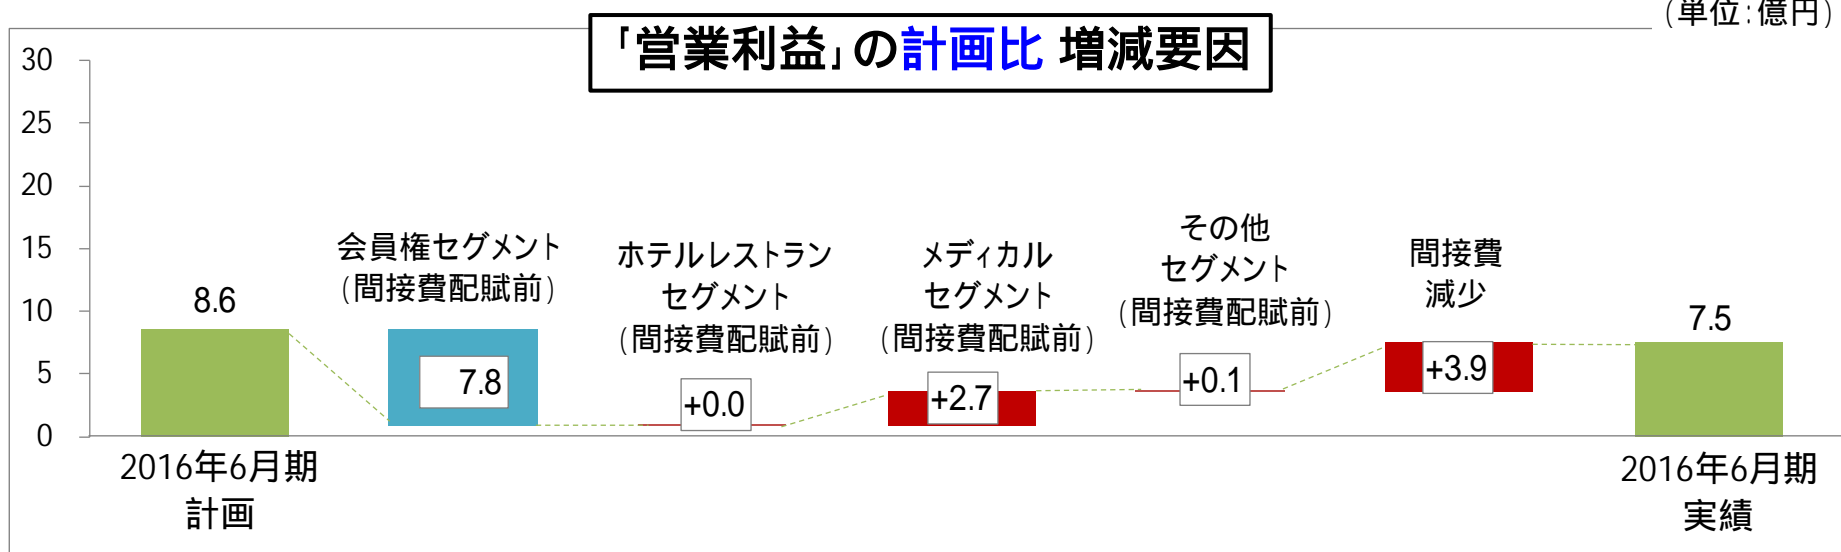 (単位:億円)
「営業利益」の計画比 増減要因
30
25
20
15
10
5
0
8.6
会員権セグメント
(間接費配賦前)
7.8
ホテルレストラン
セグメント
(間接費配賦前)
+0.0
メディカル
セグメント
(間接費配賦前)
+2.7
その他
セグメント
(間接費配賦前)
+0.1
間接費
減少
+3.9
7.5
2016年6月期
計画
2016年6月期
実績